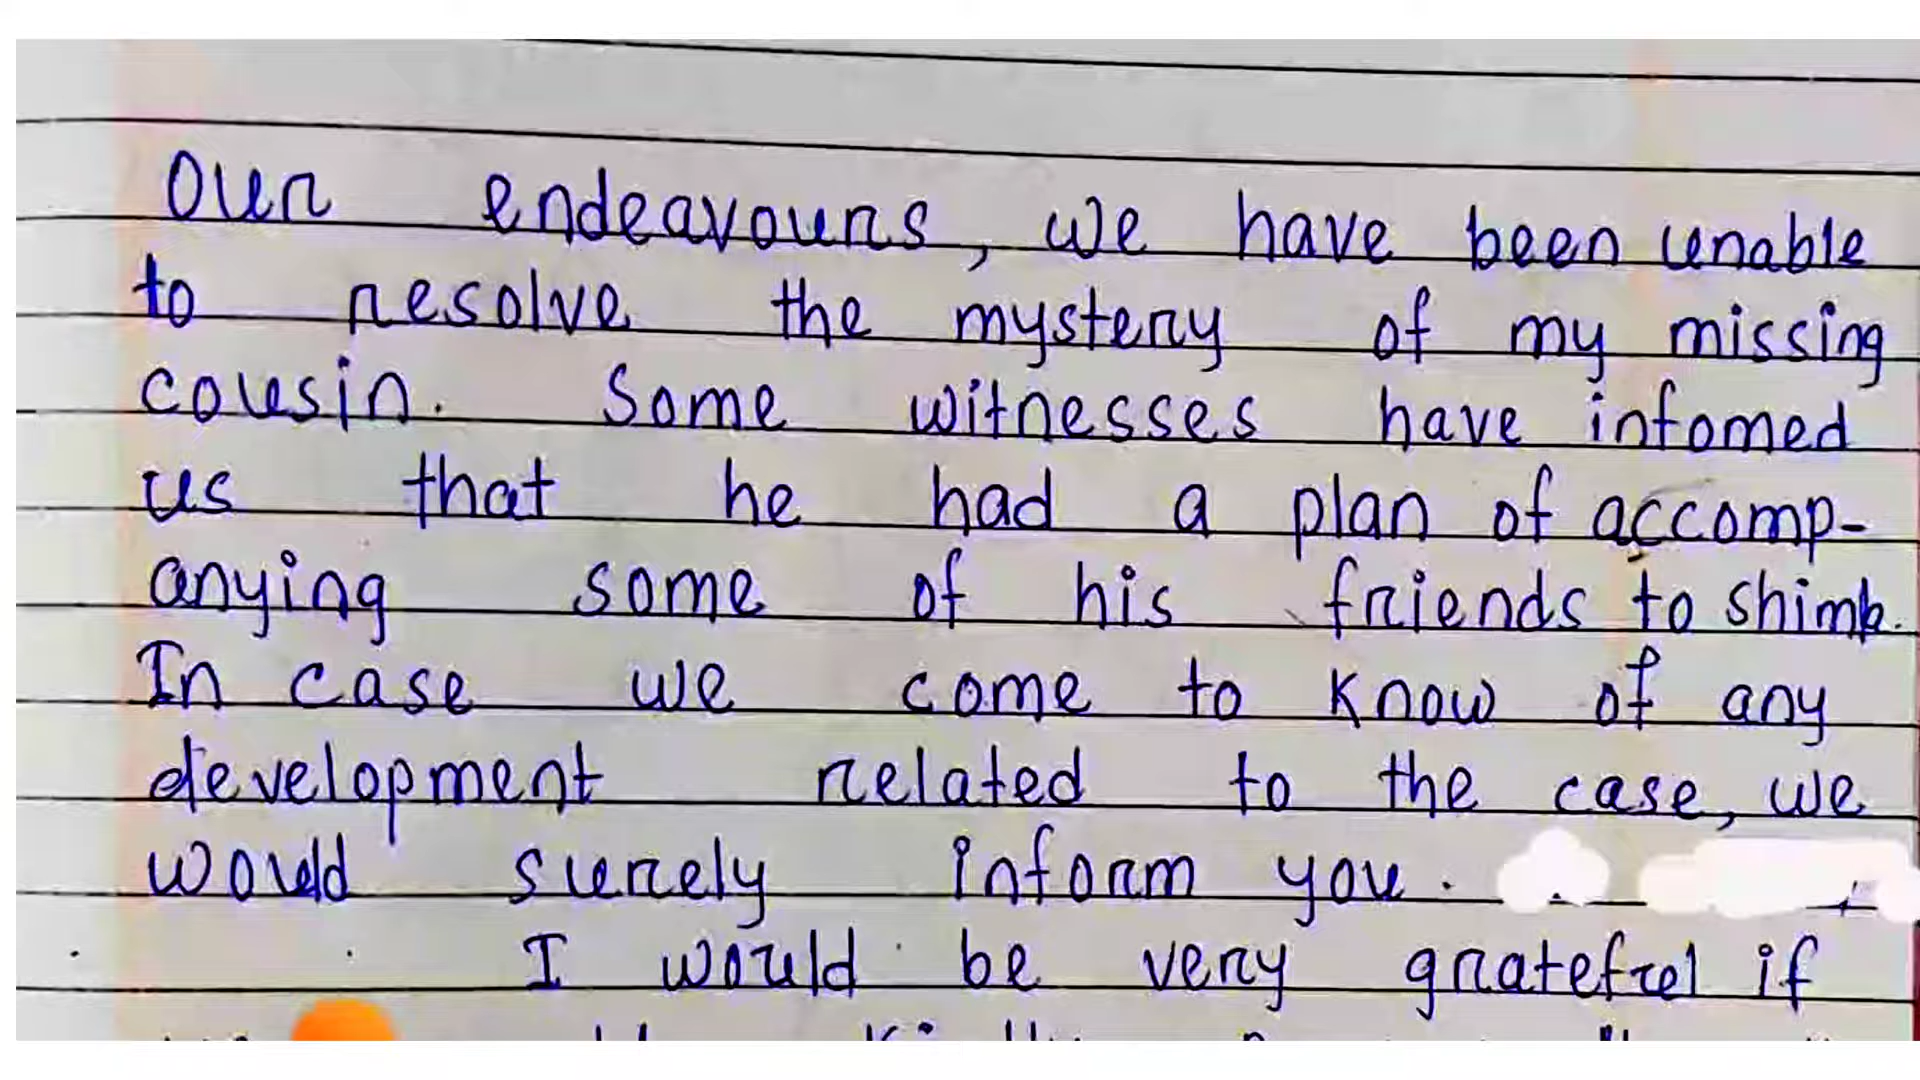 Our endeavours, we have been unable
to resolve the mystery of my missing
cousin. Some witnesses have infomed
us that he had a plan of accomp-
anying some of his friends to shimla.
In case we come to know of any
development related to the case, we
would surely inform you.
I would be very grateful if